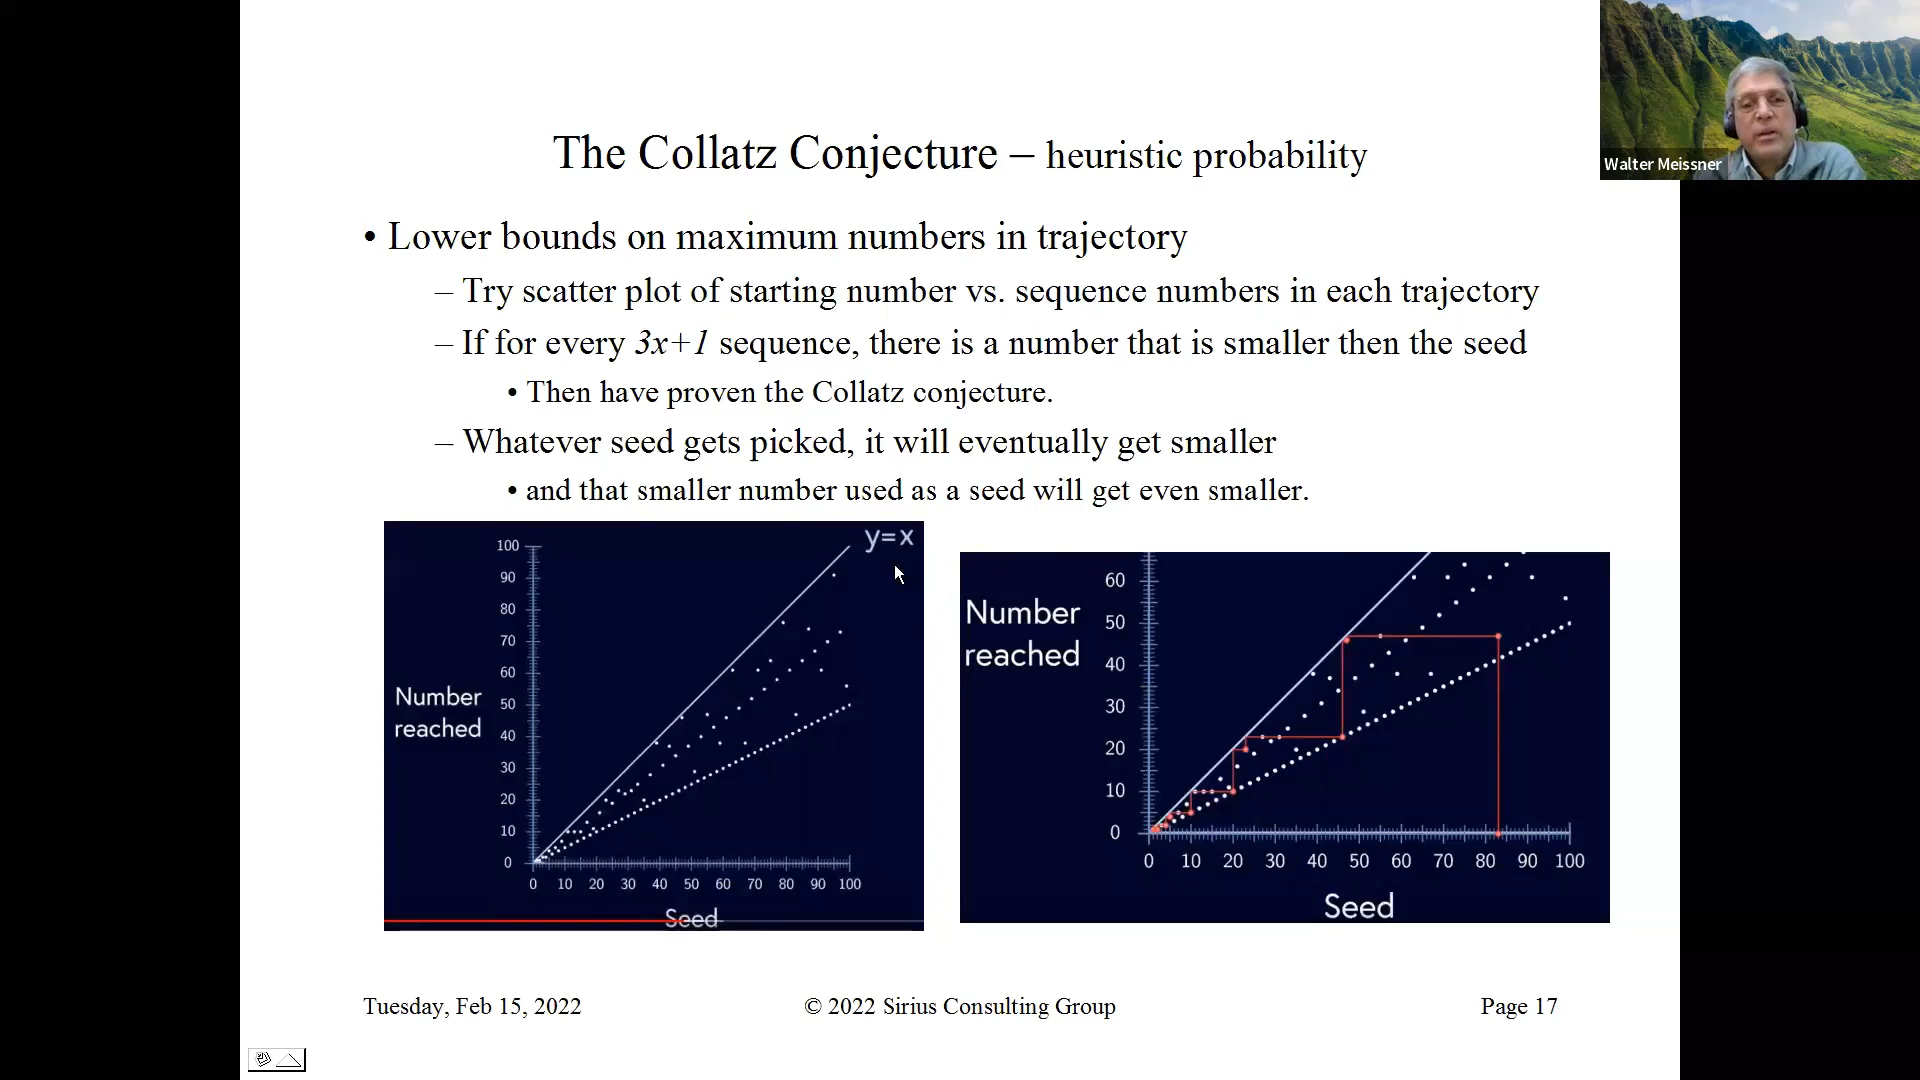 Walter Meissner
The Collatz Conjecture – heuristic probability
• Lower bounds on maximum numbers in trajectory
– Try scatter plot of starting number vs. sequence numbers in each trajectory
– If for every 3x+1 sequence, there is a number that is smaller then the seed
• Then have proven the Collatz conjecture.
– Whatever seed gets picked, it will eventually get smaller
• and that smaller number used as a seed will get even smaller.
y=x
100
90
80
70
60
50
40
30
20
10
0
Number
reached
0 10 20 30 40 50 60 70 80 90 100
Seed
60
50
40
30
20
10
0
Number
reached
0 10 20 30 40 50 60 70 80 90 100
Seed
Tuesday, Feb 15, 2022
© 2022 Sirius Consulting Group
Page 17